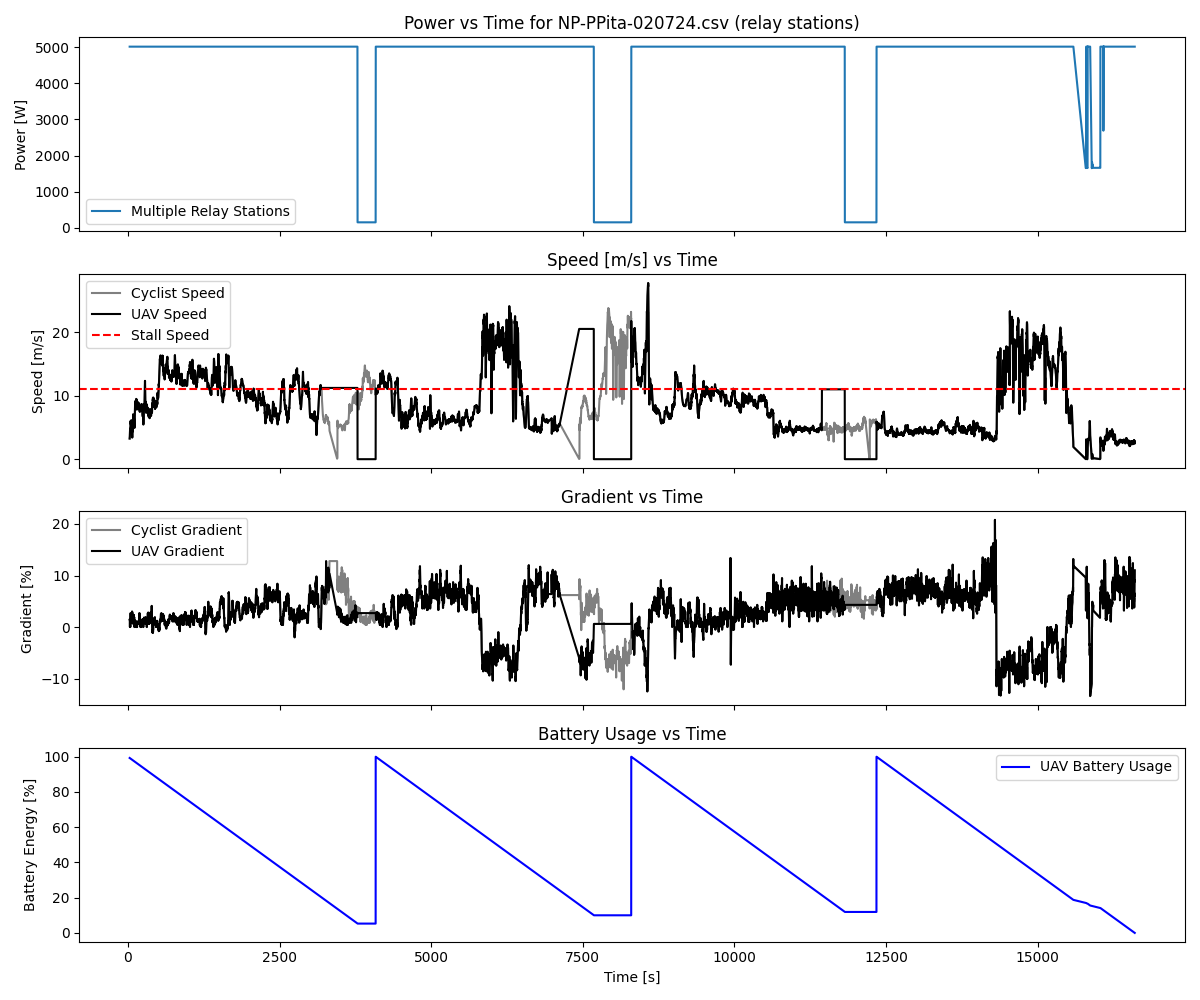 Power vs Time for NP-PPita-020724.csv (relay stations)
5000
4000
3000
2000
1000
0
Power [W]
Multiple Relay Stations
Speed [m/s] vs Time
20
10
0
Speed [m/s]
Cyclist Speed
UAV Speed
Stall Speed
Gradient vs Time
20
10
0
−10
Gradient [%]
Cyclist Gradient
UAV Gradient
Battery Usage vs Time
100
80
60
40
20
0
Battery Energy [%]
UAV Battery Usage
0 2500 5000 7500 10000 12500 15000
Time [s]